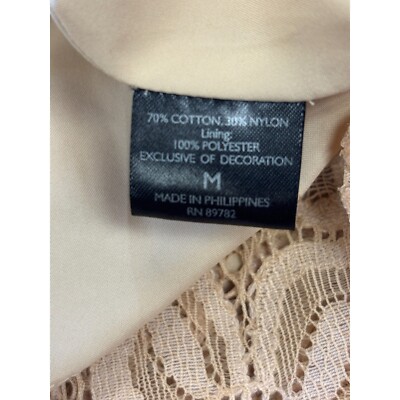 70% COTTON, 30% NYLON
Lining:
100% POLYESTER
EXCLUSIVE OF DECORATION
M
MADE IN PHILIPPINES
RN 89782